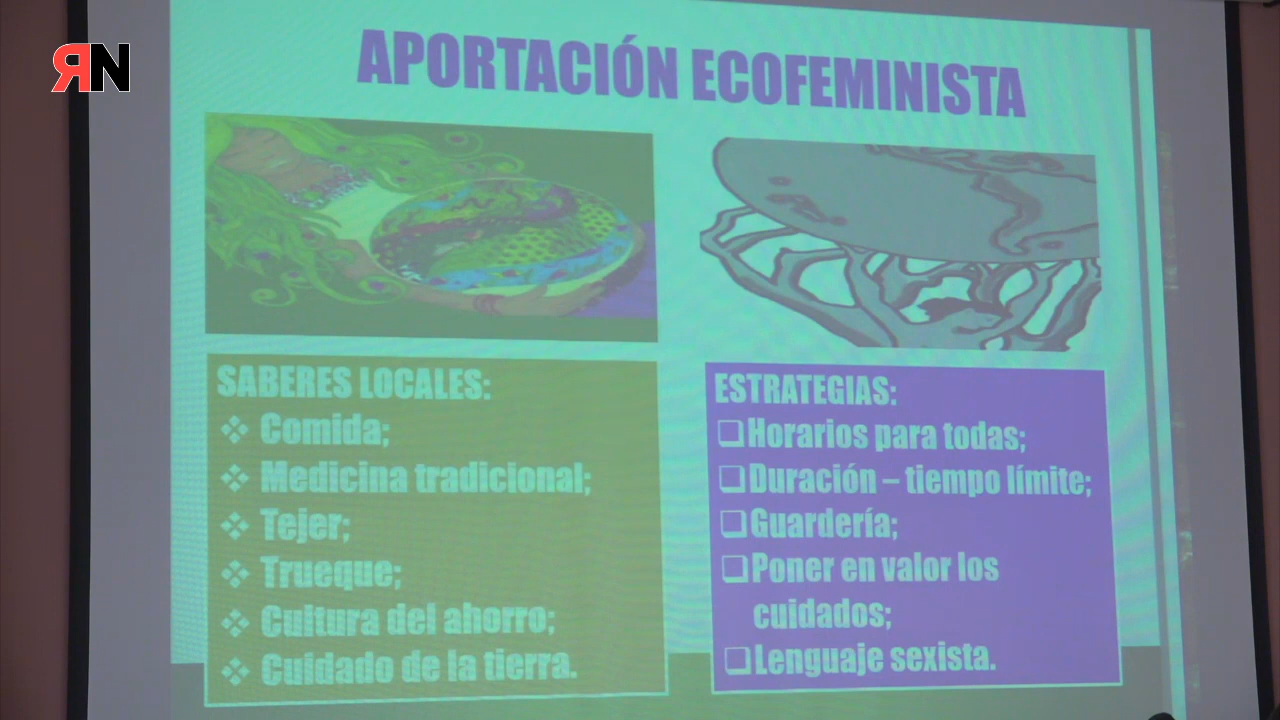 ЯN
APORTACIÓN ECOFEMINISTA
SABERES LOCALES:
❖ Comida;
❖ Medicina tradicional;
❖ Tejer;
❖ Trueque;
❖ Cultura del ahorro;
❖ Cuidado de la tierra.
ESTRATEGIAS:
❑Horarios para todas;
❑Duración – tiempo límite;
❑Guardería;
❑Poner en valor los
cuidados;
❑Lenguaje sexista.